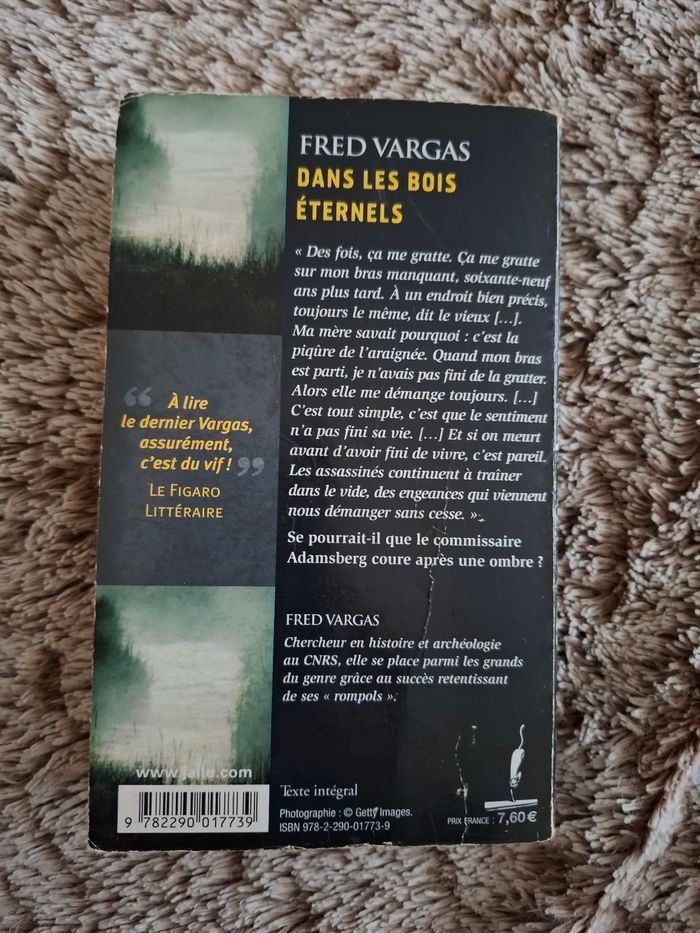 FRED VARGAS
DANS LES BOIS
ÉTERNELS
« Des fois, ça me gratte. Ça me gratte
sur mon bras manquant, soixante-neuf
ans plus tard. À un endroit bien précis,
toujours le même, dit le vieux [...].
Ma mère savait pourquoi : c'est la
piqûre de l'araignée. Quand mon bras
est parti, je n'avais pas fini de la gratter.
Alors elle me démange toujours. [...]
C'est tout simple, c'est que le sentiment
n'a pas fini sa vie. [...] Et si on meurt
avant d'avoir fini de vivre, c'est pareil.
Les assassinés continuent à traîner
dans le vide, des engeances qui viennent
nous démanger sans cesse. »
Se pourrait-il que le commissaire
Adamsberg coure après une ombre ?
“ À lire
le dernier Vargas,
assurément,
c'est du vif ! ”
LE FIGARO
LITTÉRAIRE
FRED VARGAS
Chercheur en histoire et archéologie
au CNRS, elle se place parmi les grands
du genre grâce au succès retentissant
de ses « rompols ».
www.jailu.com
9 782290 017739
Texte intégral
Photographie : © Getty Images.
ISBN 978-2-290-01773-9
PRIX FRANCE : 7,60 €